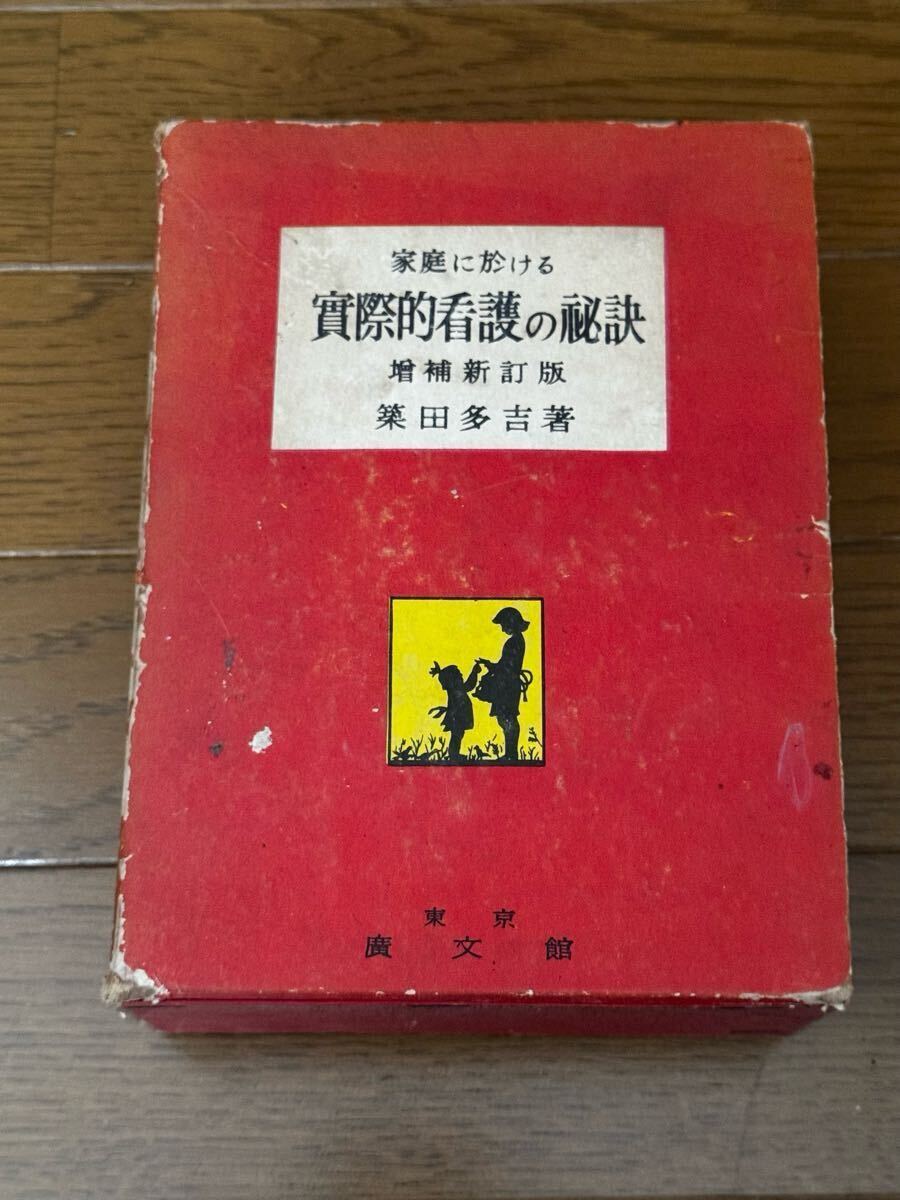 家庭に於ける
實際的看護の祕訣
増補新訂版
築田多吉著
東京
廣文館